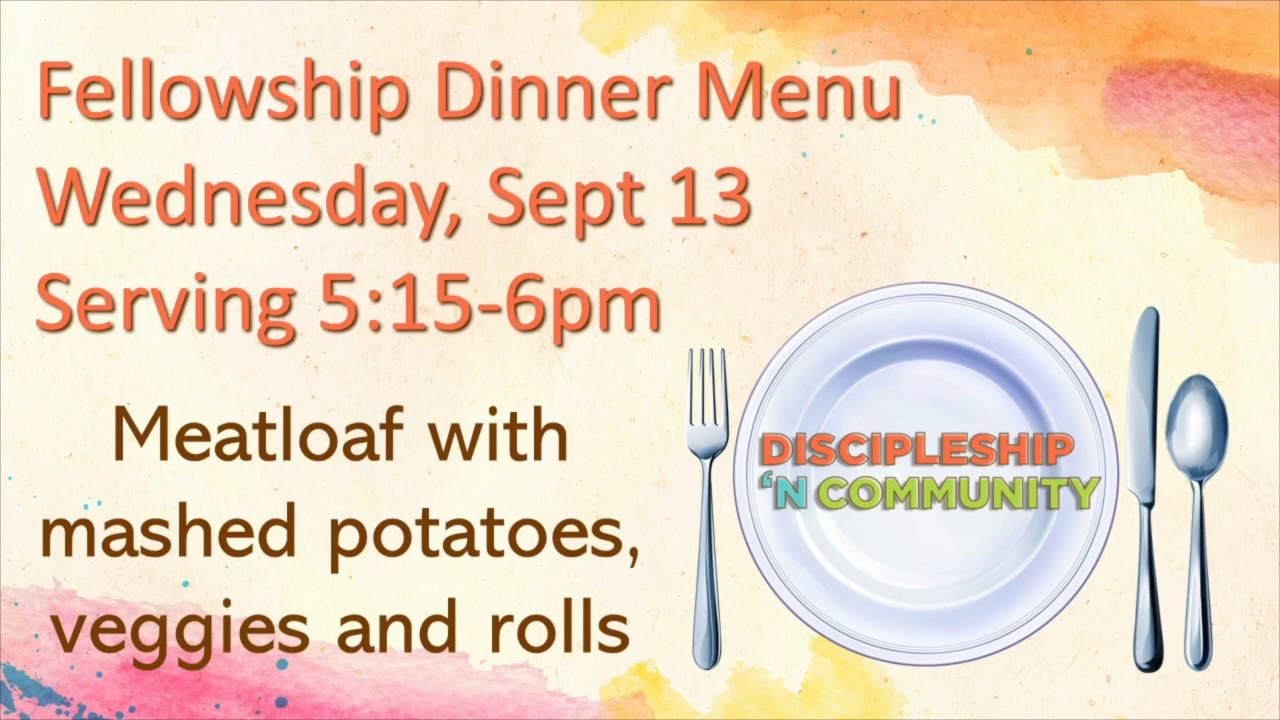 Fellowship Dinner Menu
Wednesday, Sept 13
Serving 5:15-6pm
Meatloaf with
mashed potatoes,
veggies and rolls
DISCIPLESHIP
‘N COMMUNITY